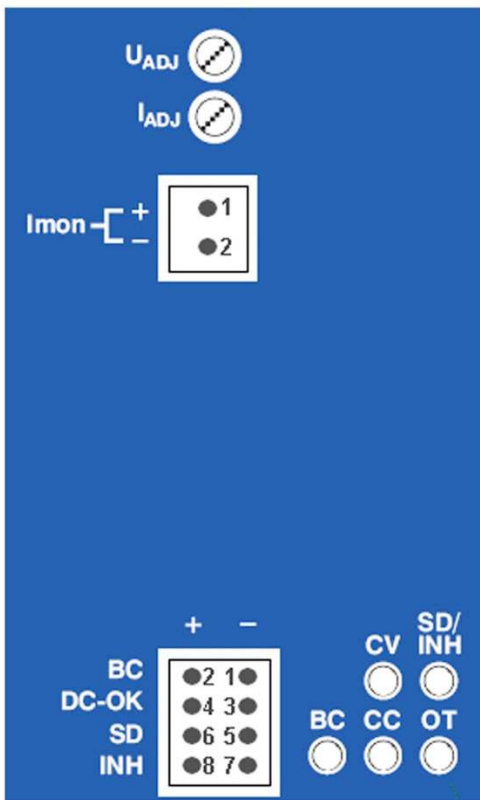 UADJ
IADJ
Imon + 1
− 2
+ −
BC 2 1
DC-OK 4 3
SD 6 5
INH 8 7
CV SD/INH
BC CC OT